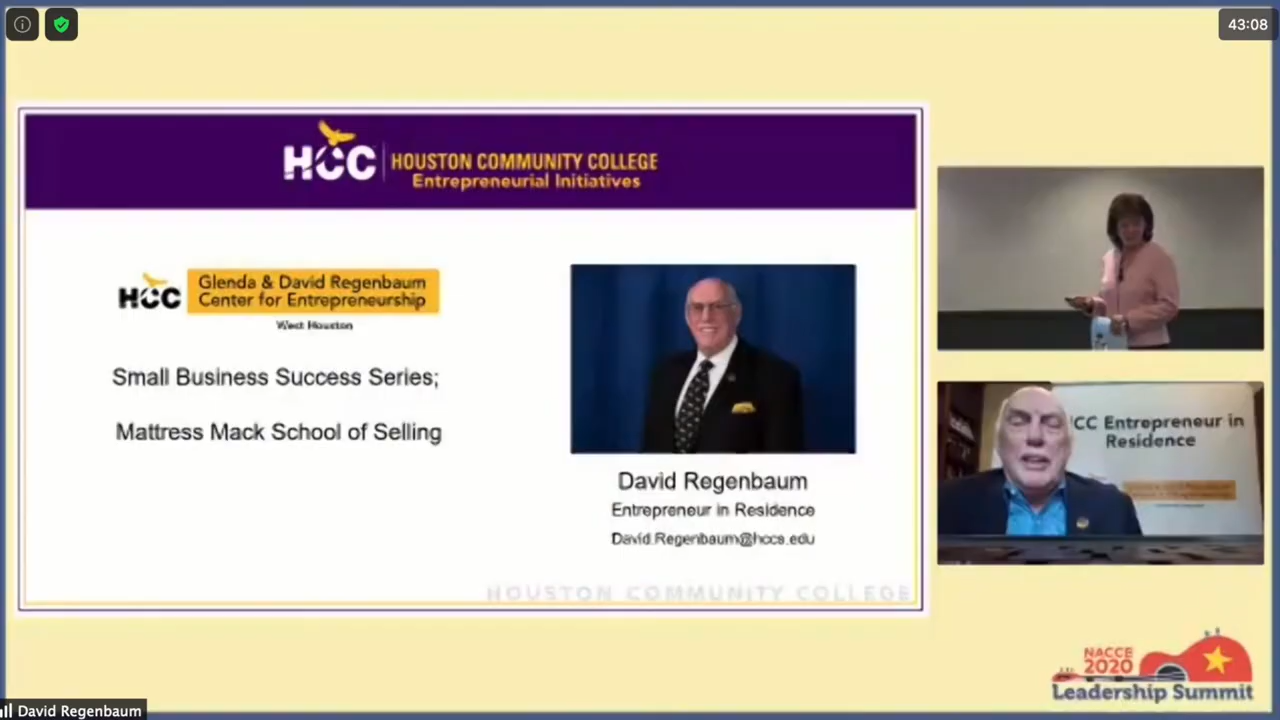 43:08
HCC
HOUSTON COMMUNITY COLLEGE
Entrepreneurial Initiatives
HCC
Glenda & David Regenbaum
Center for Entrepreneurship
West Houston
Small Business Success Series;
Mattress Mack School of Selling
David Regenbaum
Entrepreneur in Residence
David.Regenbaum@hccs.edu
HOUSTON COMMUNITY COLLEGE
CC Entrepreneur in
Residence
NACCE
2020
Leadership Summit
David Regenbaum